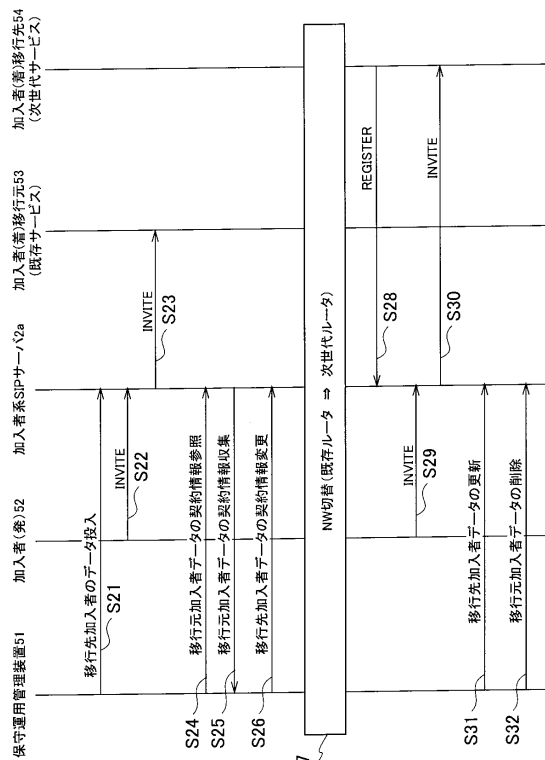 保守運用管理装置51
加入者(発)52
加入者系SIPサーバ2a
加入者(着)移行元53
(既存サービス)
加入者(着)移行先54
(次世代サービス)
移行先加入者のデータ投入
S21
INVITE
S22
INVITE
S23
移行元加入者データの契約情報参照
S24
移行元加入者データの契約情報収集
S25
移行先加入者データの契約情報変更
S26
NW切替(既存ルータ ⇒ 次世代ルータ)
7
REGISTER
S28
INVITE
S29
INVITE
S30
移行先加入者データの更新
S31
移行元加入者データの削除
S32